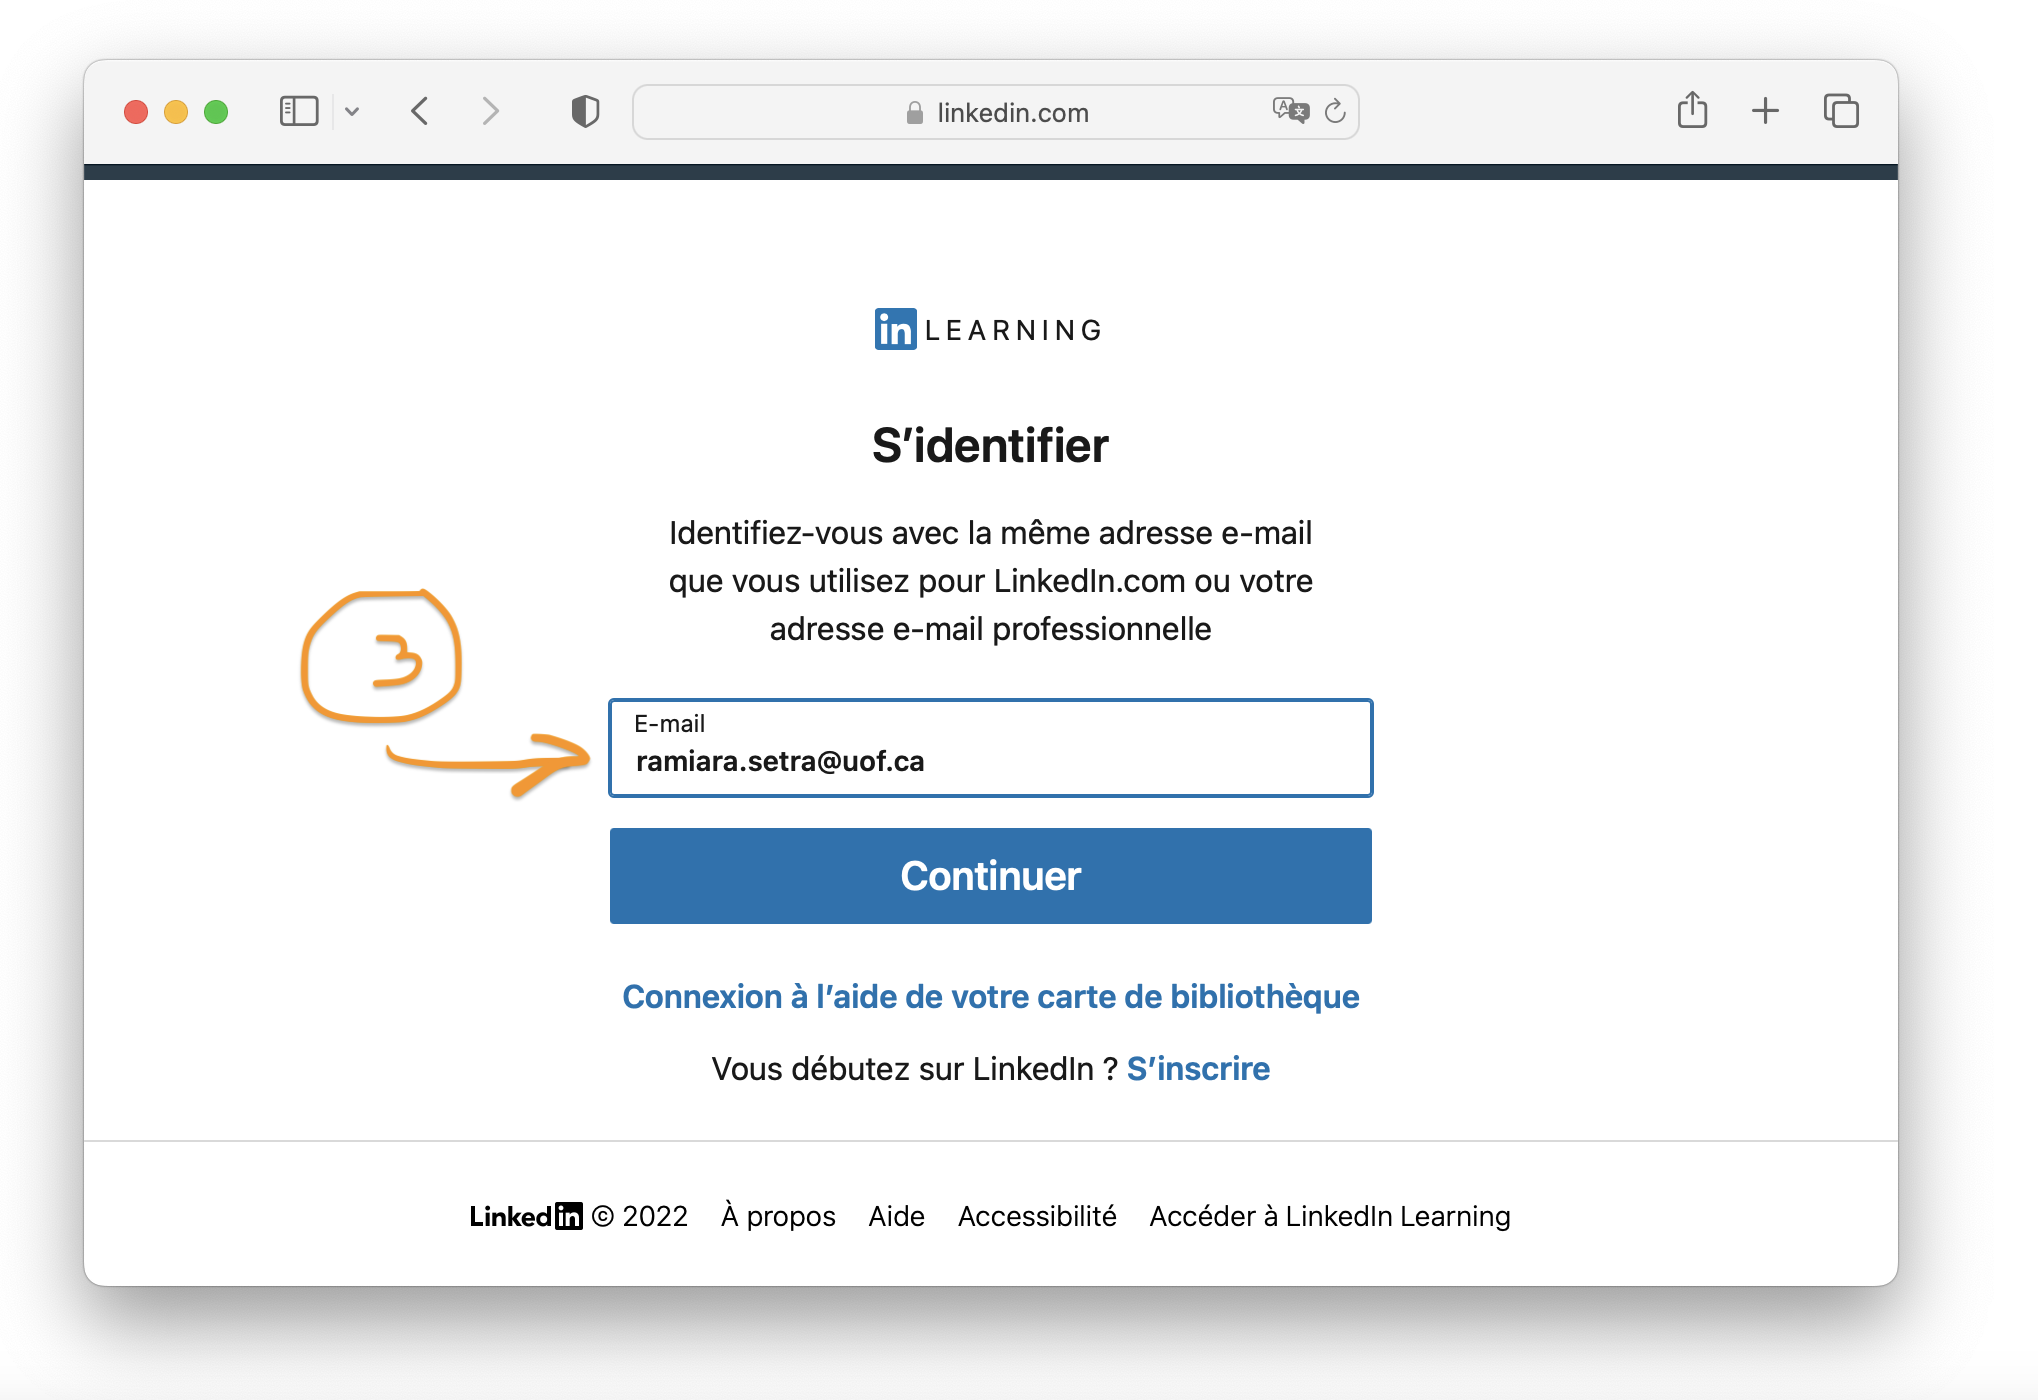 linkedin.com
in LEARNING
S’identifier
Identifiez-vous avec la même adresse e-mail
que vous utilisez pour LinkedIn.com ou votre
adresse e-mail professionnelle
3
E-mail
ramiara.setra@uof.ca
Continuer
Connexion à l’aide de votre carte de bibliothèque
Vous débutez sur LinkedIn ? S’inscrire
LinkedIn © 2022 À propos Aide Accessibilité Accéder à LinkedIn Learning